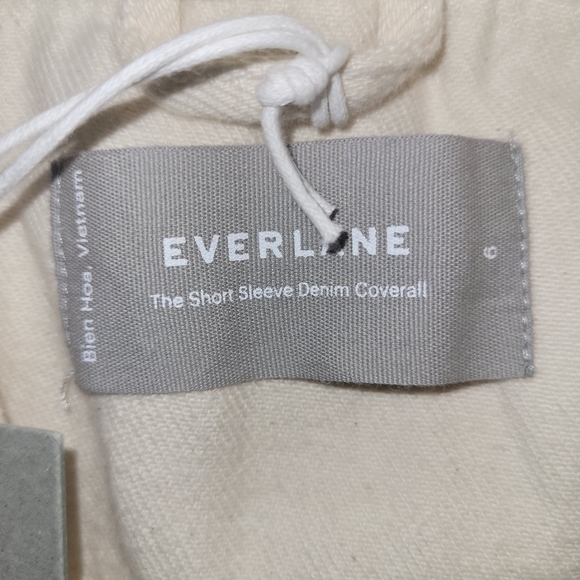 EVERLANE
The Short Sleeve Denim Coverall
Bien Hoa, Vietnam
6